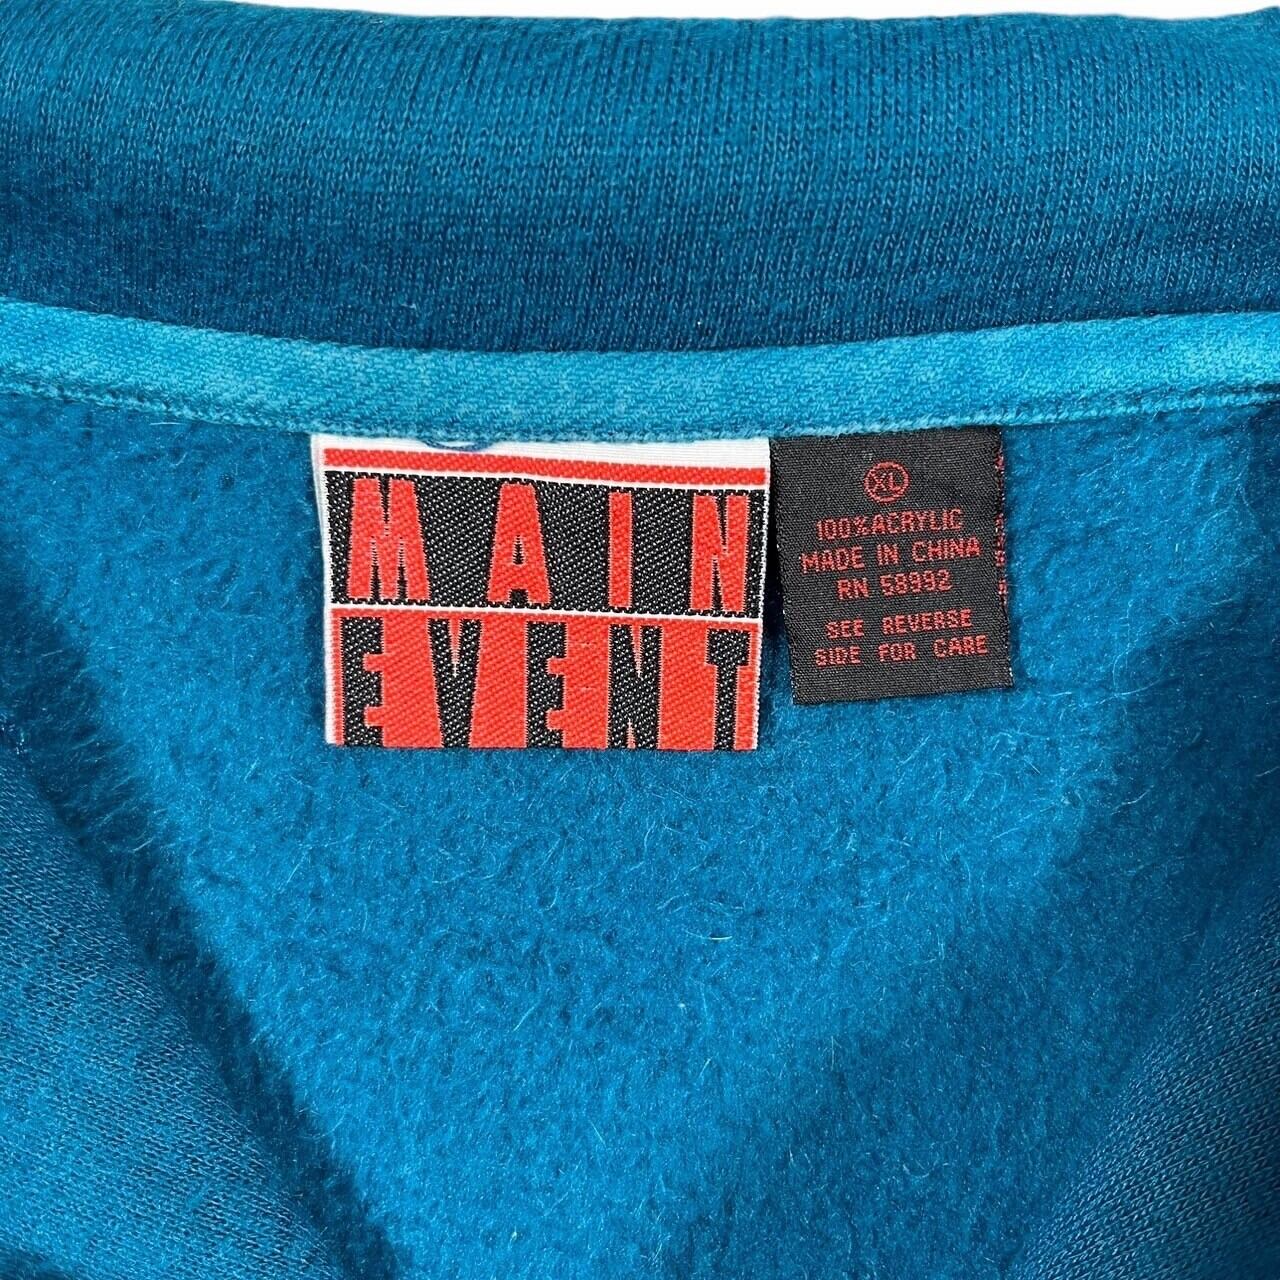 MAIN
EVENT
XL
100% ACRYLIC
MADE IN CHINA
RN 58992
SEE REVERSE
SIDE FOR CARE